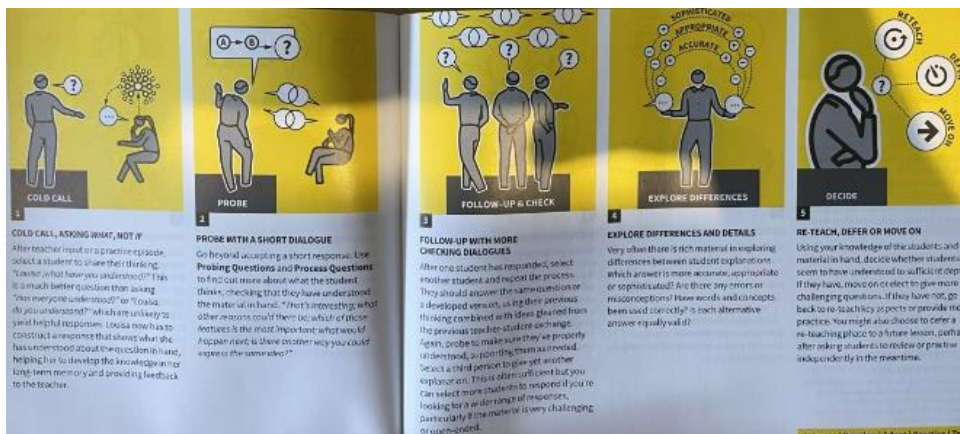 A B ?
?
...
COLD CALL
1
COLD CALL, ASKING WHAT, NOT IF
After teacher input or a practice episode,
select a student to share their thinking.
"Louisa, what have you understood?" This
is a much better question than asking
"Has everyone understood?" or "Louisa,
do you understand?" which are unlikely to
yield helpful responses. Louisa now has to
construct a response that shows what she
has understood about the question in hand,
helping her to develop the knowledge in her
long-term memory and providing feedback
to the teacher.
PROBE
2
PROBE WITH A SHORT DIALOGUE
Go beyond accepting a short response. Use
Probing Questions and Process Questions
to find out more about what the student
thinks, checking that they have understood
the material in hand. "That's interesting; what
other reasons could there be; which of those
features is the most important; what would
happen next; is there another way you could
express the same idea?"
? ? ?
FOLLOW-UP & CHECK
3
FOLLOW-UP WITH MORE
CHECKING DIALOGUES
After one student has responded, select
another student and repeat the process.
They should answer the same question or
a developed version, using their previous
thinking combined with ideas gleaned from
the previous teacher-student exchange.
Again, probe to make sure they've properly
understood, supporting them as needed.
Select a third person to give yet another
explanation. This is often sufficient but you
can select more students to respond if you're
looking for a wider range of responses,
particularly if the material is very challenging
or open-ended.
SOPHISTICATED
APPROPRIATE
ACCURATE
... ...
EXPLORE DIFFERENCES
4
EXPLORE DIFFERENCES AND DETAILS
Very often there is rich material in exploring
differences between student explanations.
Which answer is more accurate, appropriate
or sophisticated? Are there any errors or
misconceptions? Have words and concepts
been used correctly? Is each alternative
answer equally valid?
RETEACH
?
MOVE ON
DECIDE
5
RE-TEACH, DEFER OR MOVE ON
Using your knowledge of the students and
material in hand, decide whether students
seem to have understood to sufficient
If they have, move on or elect to give more
challenging questions. If they have not, go
back to re-teach key aspects or provide
practice. You might also choose to defer a
re-teaching phase to a future lesson,
after asking students to review or practise
independently in the meantime.